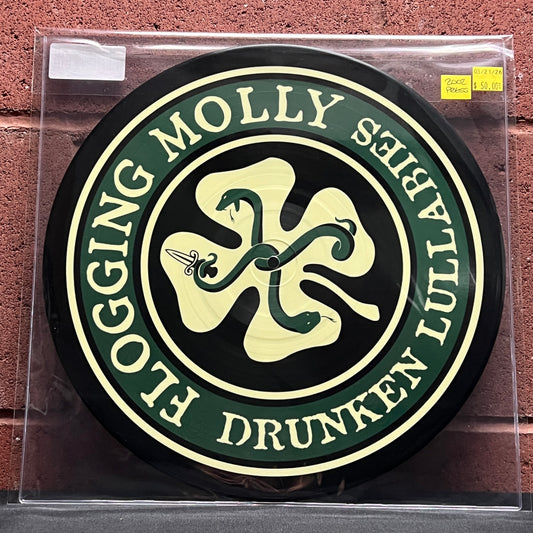 FLOGGING MOLLY
DRUNKEN LULLABIES
2002
PRESS
$ 50.00